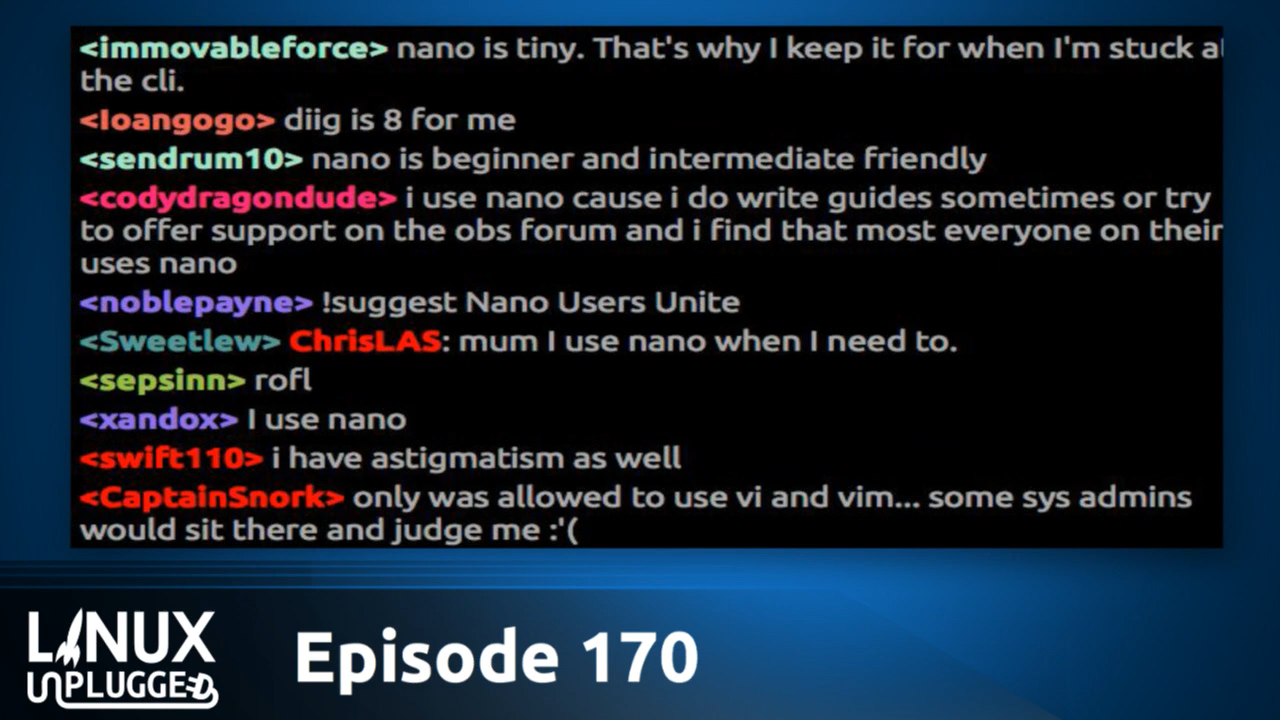 <immovableforce> nano is tiny. That's why I keep it for when I'm stuck at
the cli.
<loangogo> diig is 8 for me
<sendrum10> nano is beginner and intermediate friendly
<codydragondude> i use nano cause i do write guides sometimes or try
to offer support on the obs forum and i find that most everyone on their
uses nano
<noblepayne> !suggest Nano Users Unite
<Sweetlew> ChrisLAS: mum I use nano when I need to.
<sepsinn> rofl
<xandox> I use nano
<swift110> i have astigmatism as well
<CaptainSnork> only was allowed to use vi and vim... some sys admins
would sit there and judge me :'(
LINUX
UNPLUGGED
Episode 170